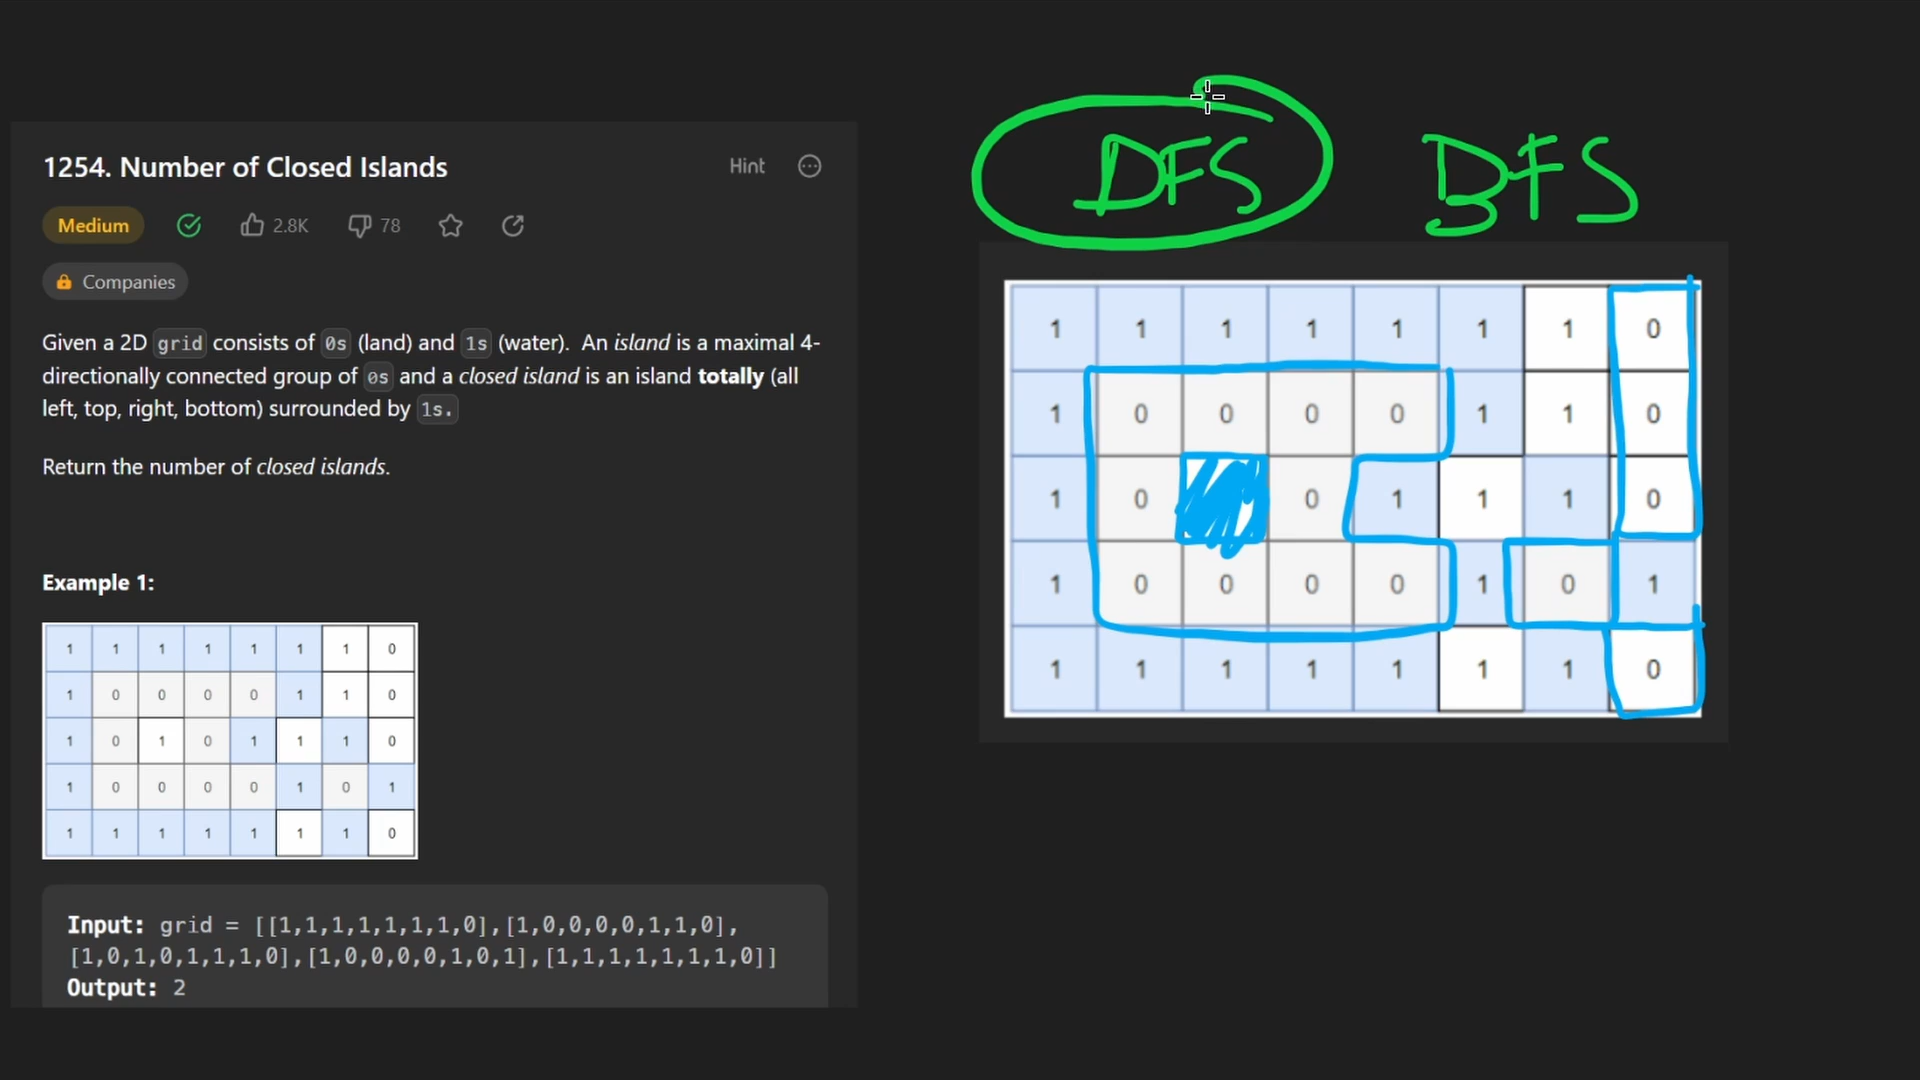 1254. Number of Closed Islands
Hint
Medium 2.8K 78
Companies
Given a 2D grid consists of 0s (land) and 1s (water). An island is a maximal 4-
directionally connected group of 0s and a closed island is an island totally (all
left, top, right, bottom) surrounded by 1s.
Return the number of closed islands.
Example 1:
1 1 1 1 1 1 1 0
1 0 0 0 0 1 1 0
1 0 1 0 1 1 1 0
1 0 0 0 0 1 0 1
1 1 1 1 1 1 1 0
Input: grid = [[1,1,1,1,1,1,1,0],[1,0,0,0,0,1,1,0],
[1,0,1,0,1,1,1,0],[1,0,0,0,0,1,0,1],[1,1,1,1,1,1,1,0]]
Output: 2
DFS BFS
1 1 1 1 1 1 1 0
1 0 0 0 0 1 1 0
1 0 0 1 1 1 0
1 0 0 0 0 1 0 1
1 1 1 1 1 1 1 0